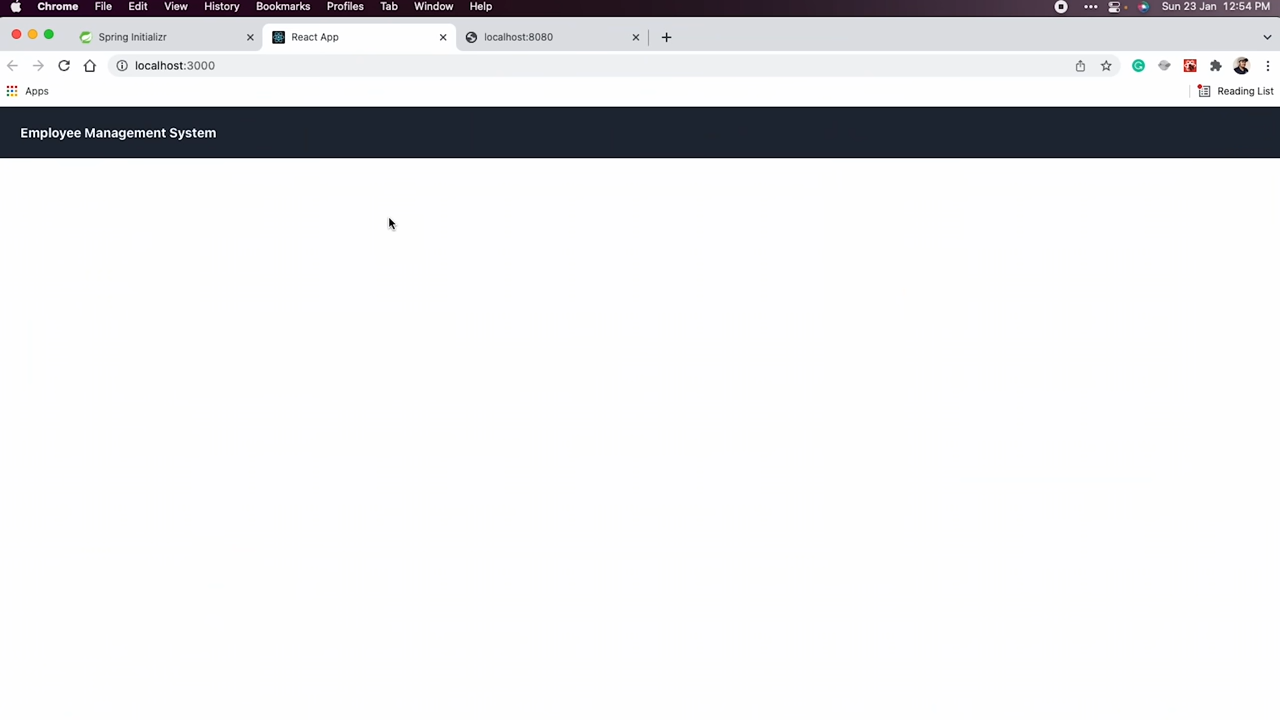 Chrome File Edit View History Bookmarks Profiles Tab Window Help Sun 23 Jan 12:54 PM
Spring Initializr React App localhost:8080
localhost:3000
Apps Reading List
Employee Management System